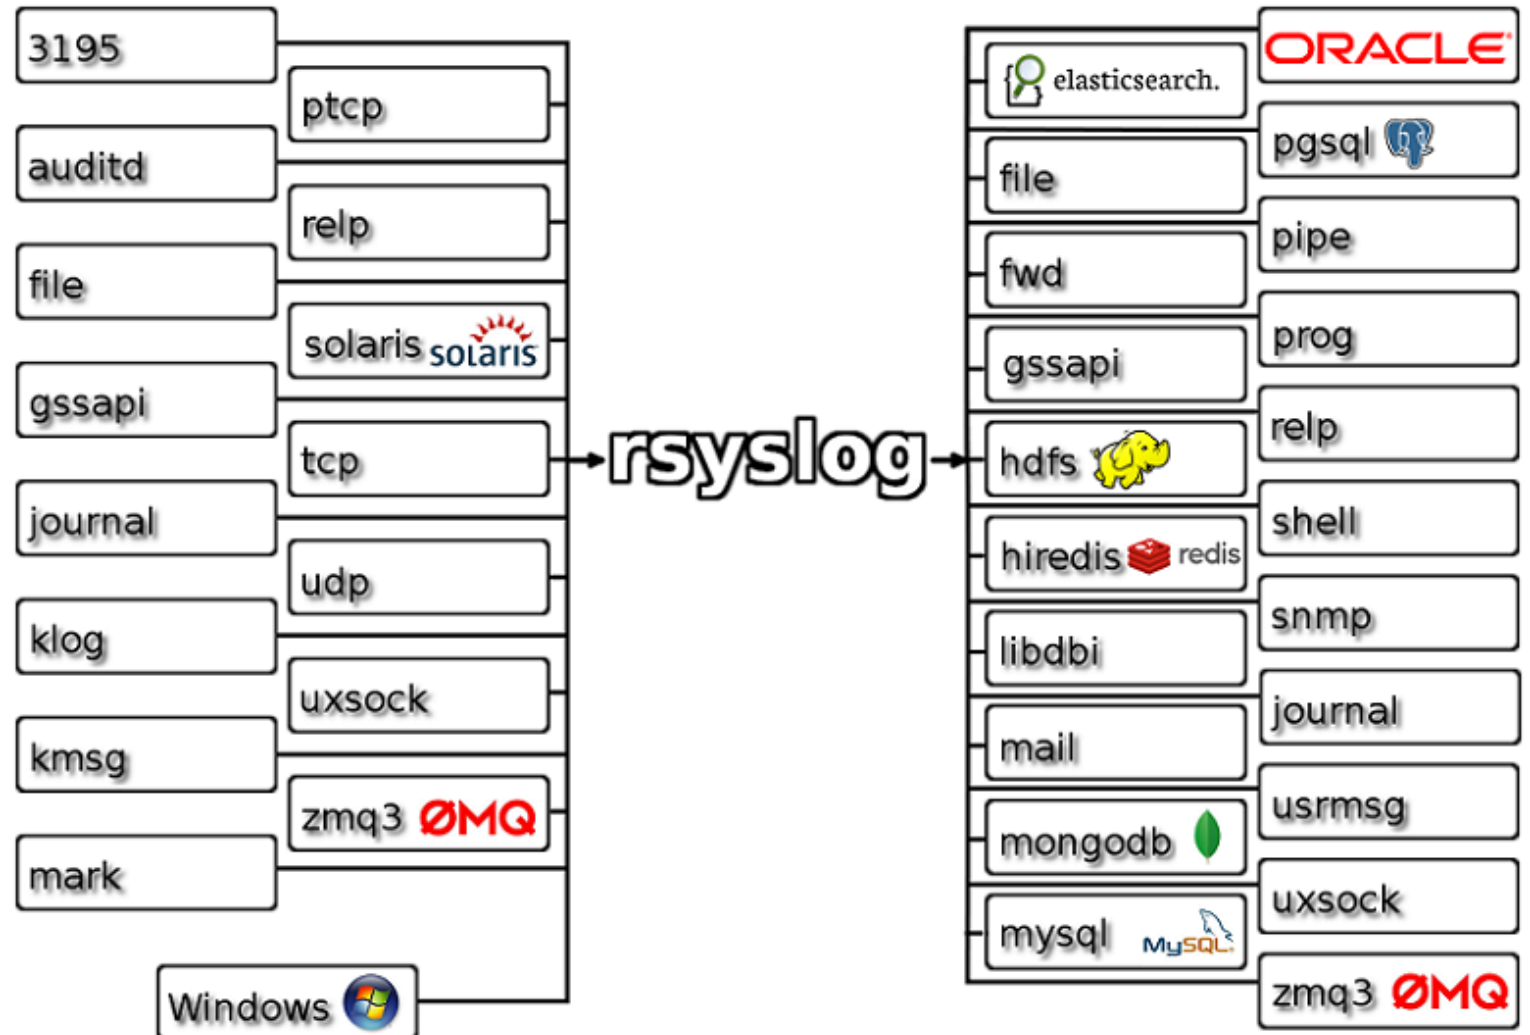 3195
ptcp
auditd
relp
file
solaris solaris
gssapi
tcp
journal
udp
klog
uxsock
kmsg
zmq3 ØMQ
mark
Windows
rsyslog
ORACLE
elasticsearch.
pgsql
file
pipe
fwd
prog
gssapi
relp
hdfs
shell
hiredis redis
snmp
libdbi
journal
mail
usrmsg
mongodb
uxsock
mysql MySQL
zmq3 ØMQ